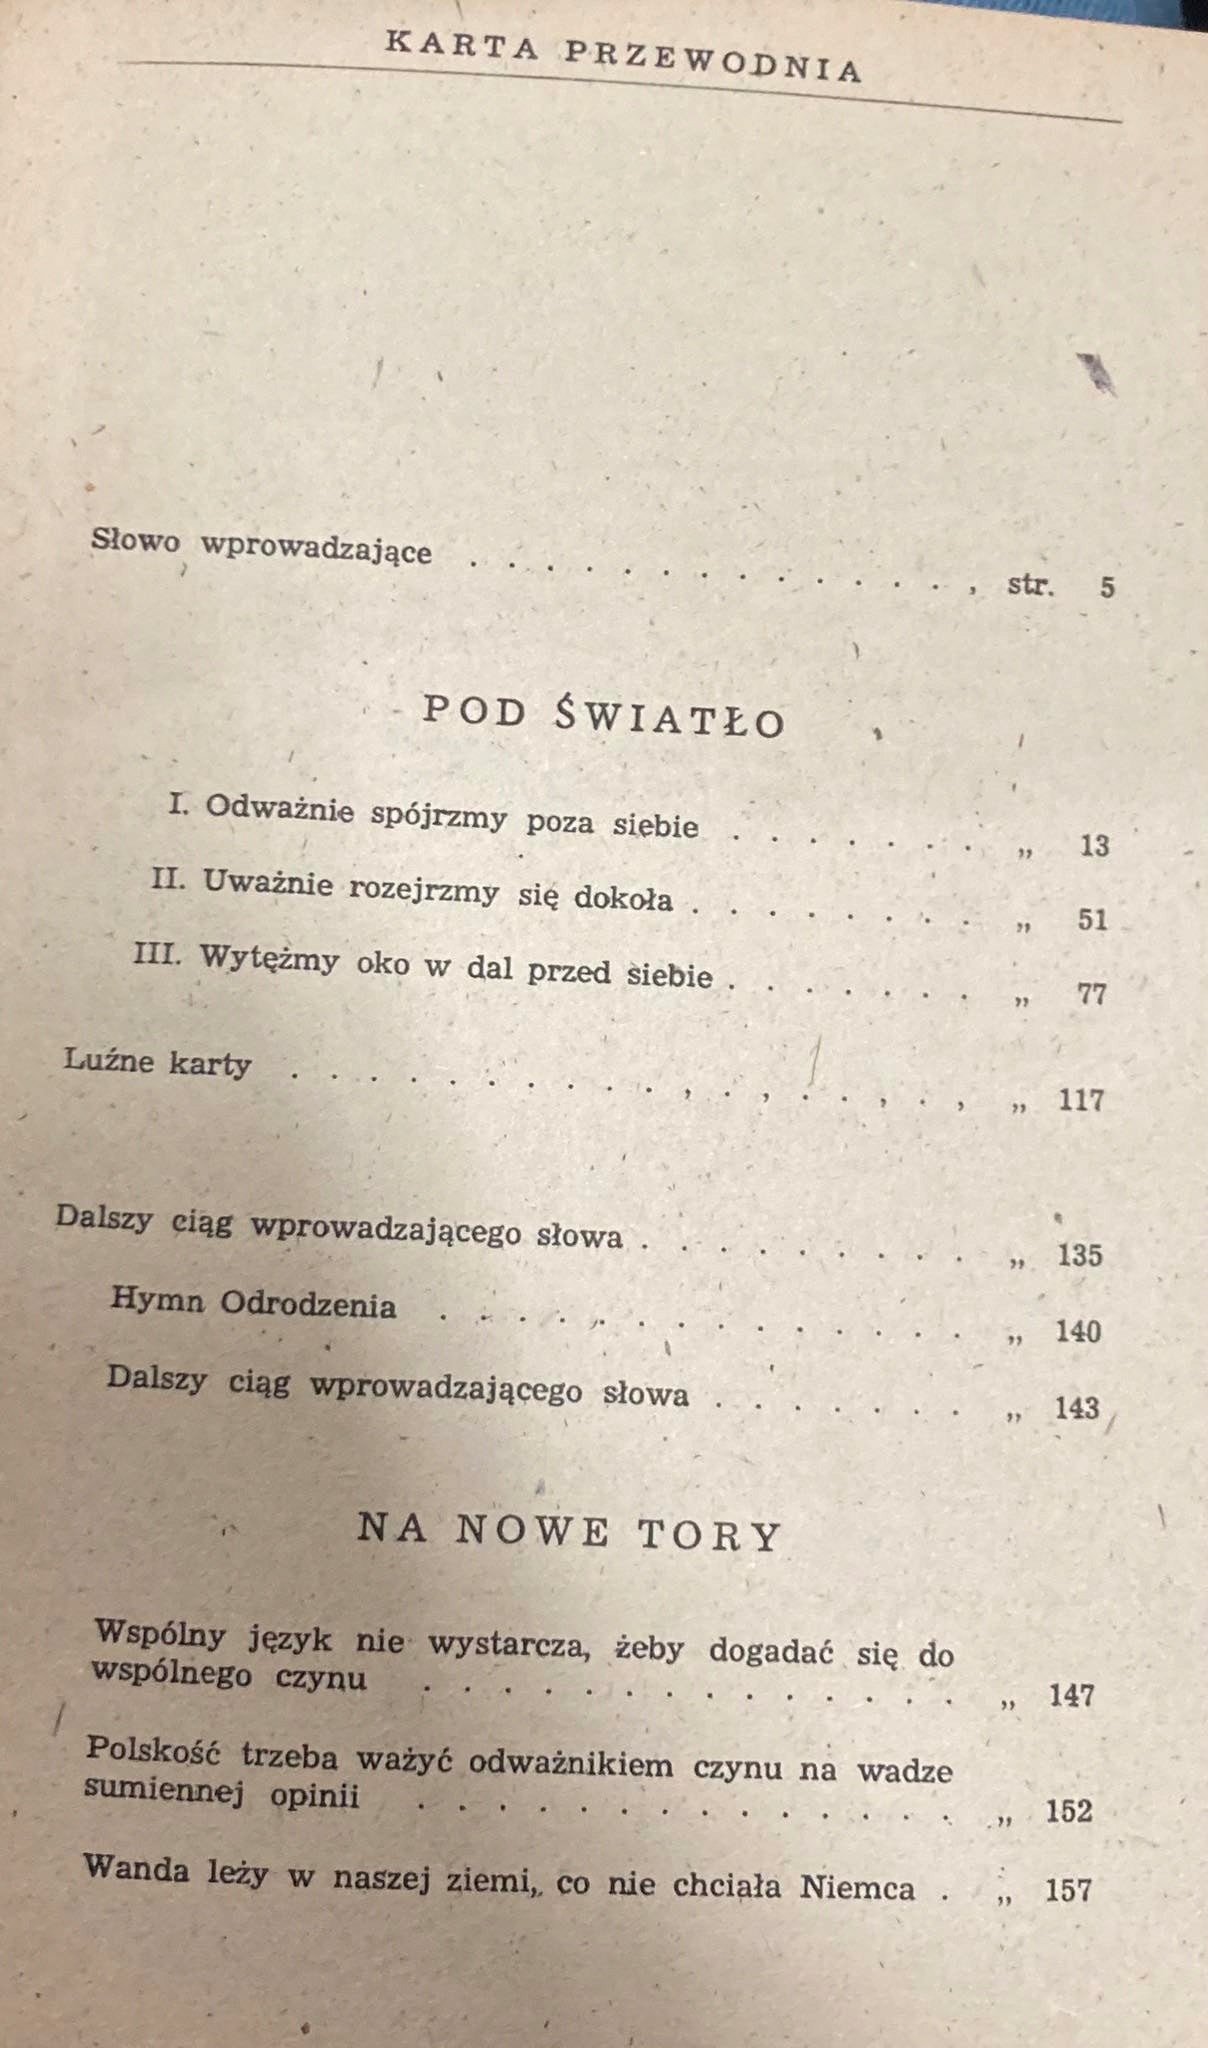 KARTA PRZEWODNIA
Słowo wprowadzające . . . . . . . . . . . . . , str. 5
POD ŚWIATŁO
I. Odważnie spójrzmy poza siebie . . . . . . . „ 13
II. Uważnie rozejrzmy się dokoła . . . . . . . . „ 51
III. Wytężmy oko w dal przed siebie . . . . . . . „ 77
Luźne karty . . . . . . . . . . , . , . . , . , „ 117
Dalszy ciąg wprowadzającego słowa . . . . . . . . . „ 135
Hymn Odrodzenia . . . . . . . . . . . . . . „ 140
Dalszy ciąg wprowadzającego słowa . . . . . . . „ 143
NA NOWE TORY
Wspólny język nie wystarcza, żeby dogadać się do
wspólnego czynu . . . . . . . . . . . . . . „ 147
Polskość trzeba ważyć odważnikiem czynu na wadze
sumiennej opinii . . . . . . . . . . . . . . „ 152
Wanda leży w naszej ziemi, co nie chciała Niemca . „ 157